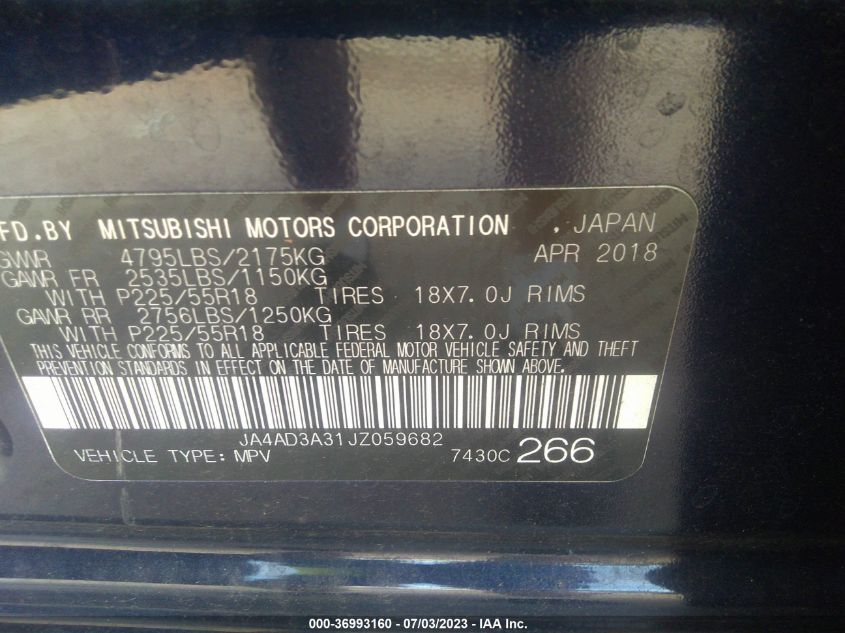 FD.BY MITSUBISHI MOTORS CORPORATION , JAPAN
GVWR 4795LBS/2175KG APR 2018
GAWR FR 2535LBS/1150KG
WITH P225/55R18 TIRES 18X7.0J RIMS
GAWR RR 2756LBS/1250KG
WITH P225/55R18 TIRES 18X7.0J RIMS
THIS VEHICLE CONFORMS TO ALL APPLICABLE FEDERAL MOTOR VEHICLE SAFETY AND THEFT
PREVENTION STANDARDS IN EFFECT ON THE DATE OF MANUFACTURE SHOWN ABOVE.
JA4AD3A31JZ059682
VEHICLE TYPE: MPV 7430C 266
000-36993160 - 07/03/2023 - IAA Inc.